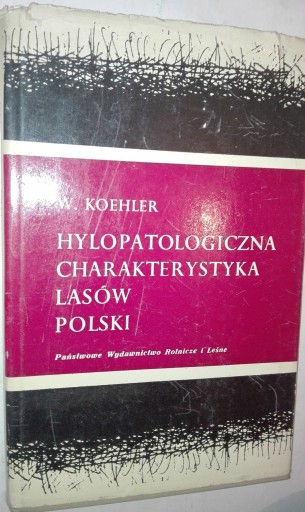 W. KOEHLER
HYLOPATOLOGICZNA
CHARAKTERYSTYKA
LASÓW
POLSKI
Państwowe Wydawnictwo Rolnicze i Leśne